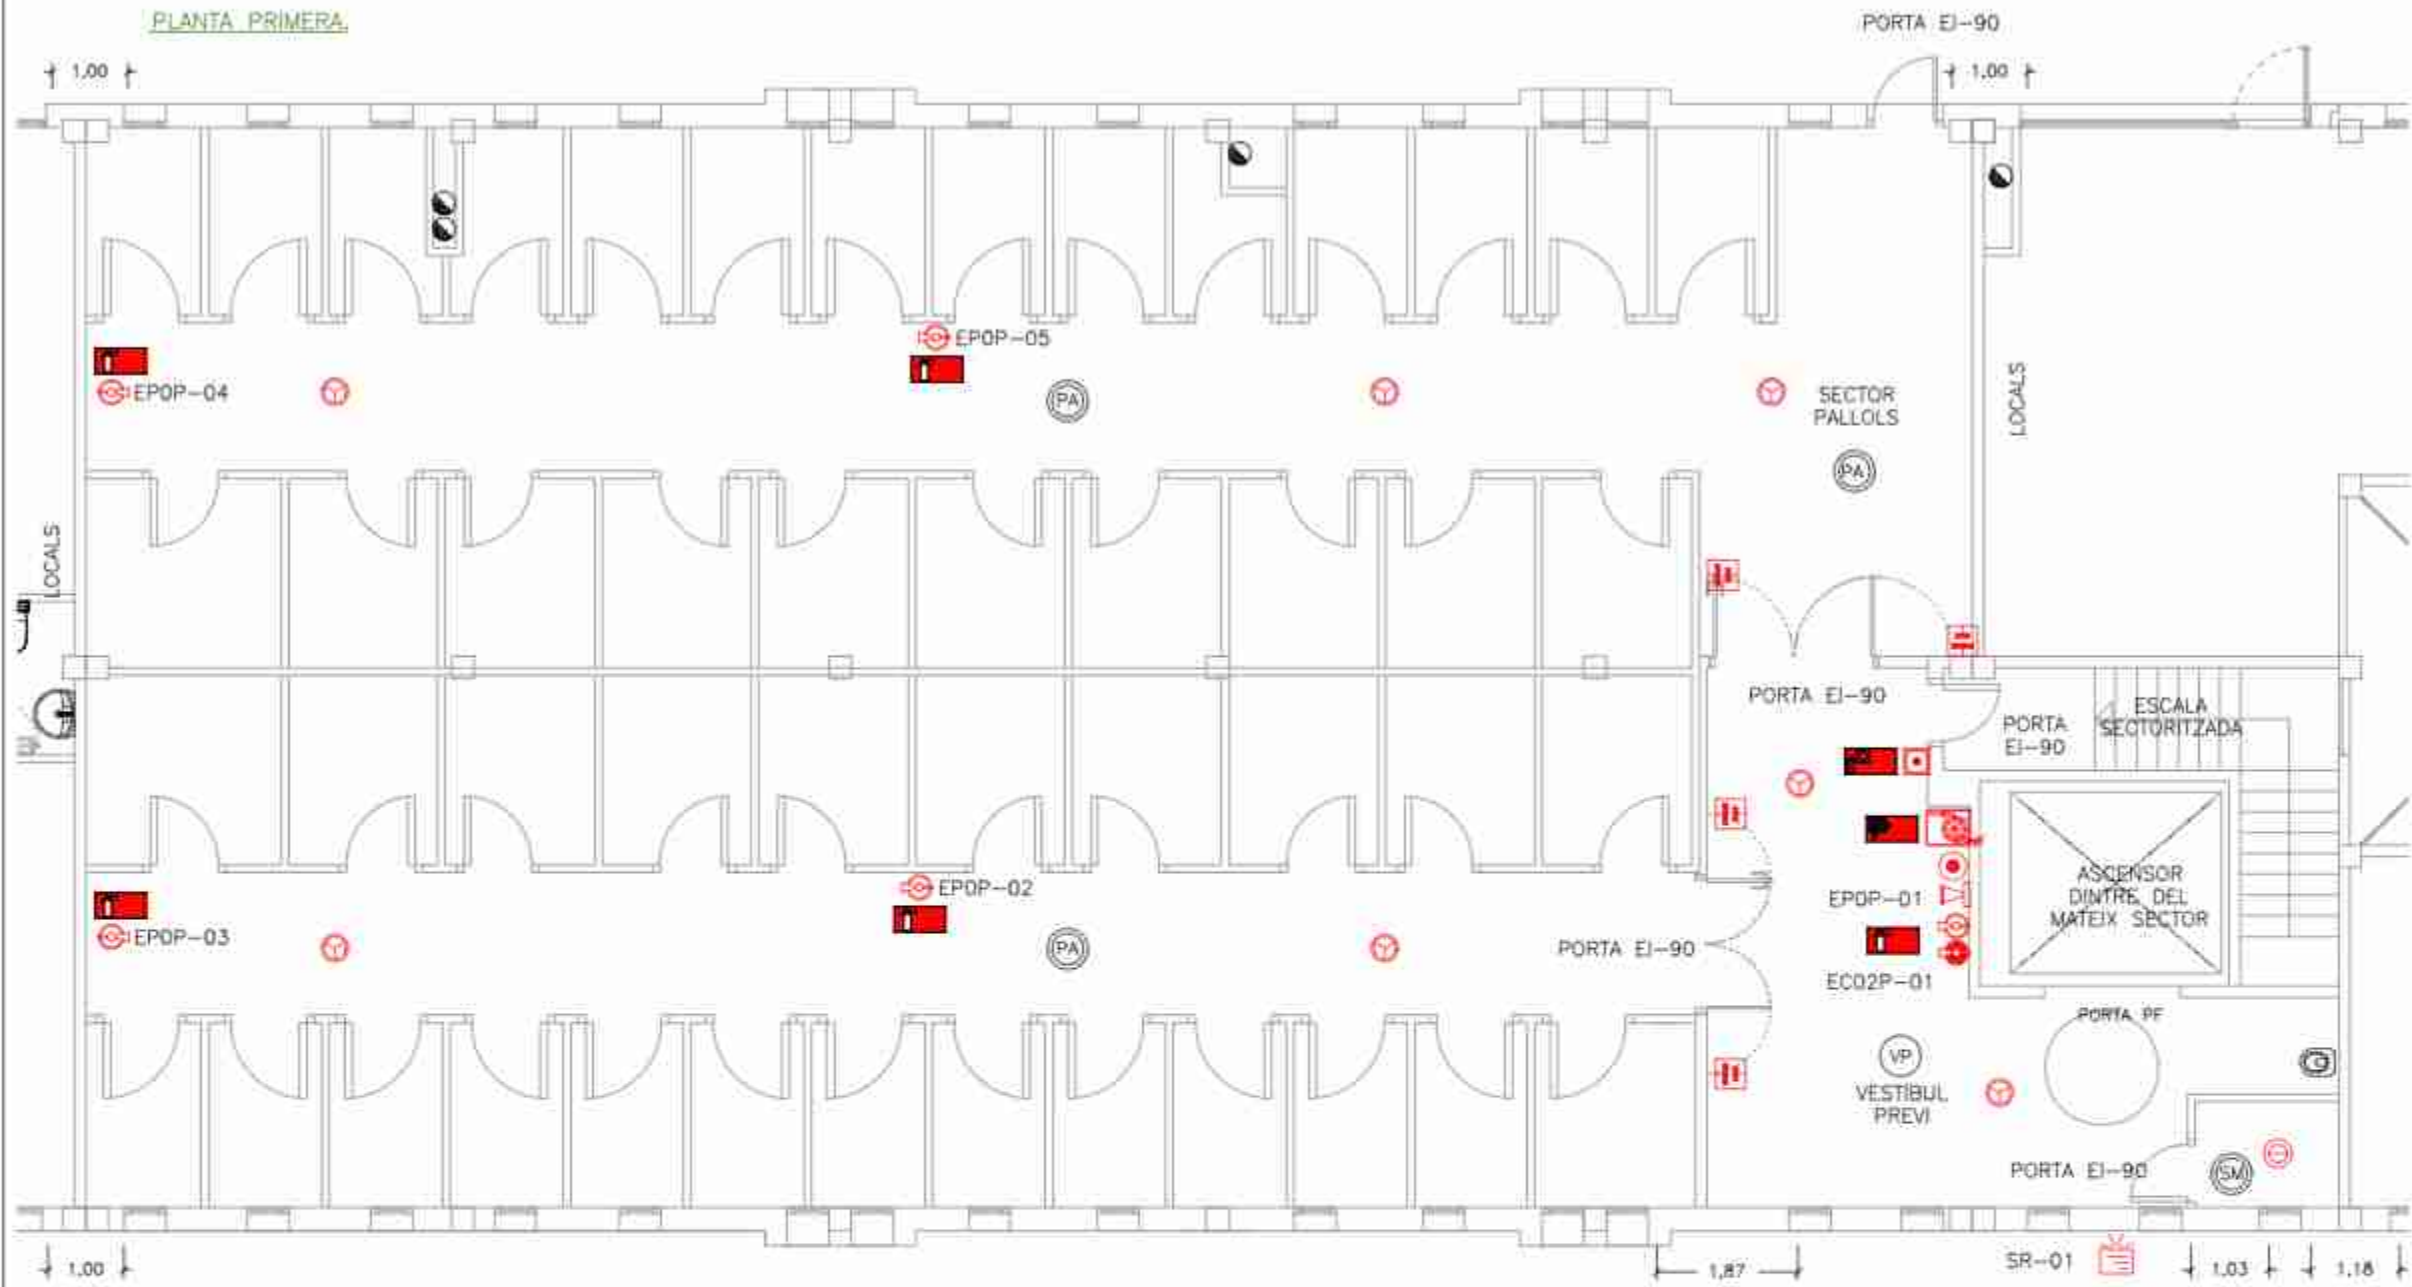 PLANTA PRIMERA.
PORTA EI-90
1,00
1,00
EPOP-05
EPOP-04
PA
SECTOR
PALLOLS
LOCALS
PA
LOCALS
PORTA EI-90
ESCALA
SECTORITZADA
PORTA
EI-90
EPOP-02
EPOP-01
ASCENSOR
DINTRE DEL
MATEIX SECTOR
EPOP-03
PA
PORTA EI-90
ECO2P-01
PORTA PF
VP
VESTÍBUL
PREVI
PORTA EI-90
SM
1,00
1,87
SR-01
1,03
1,18